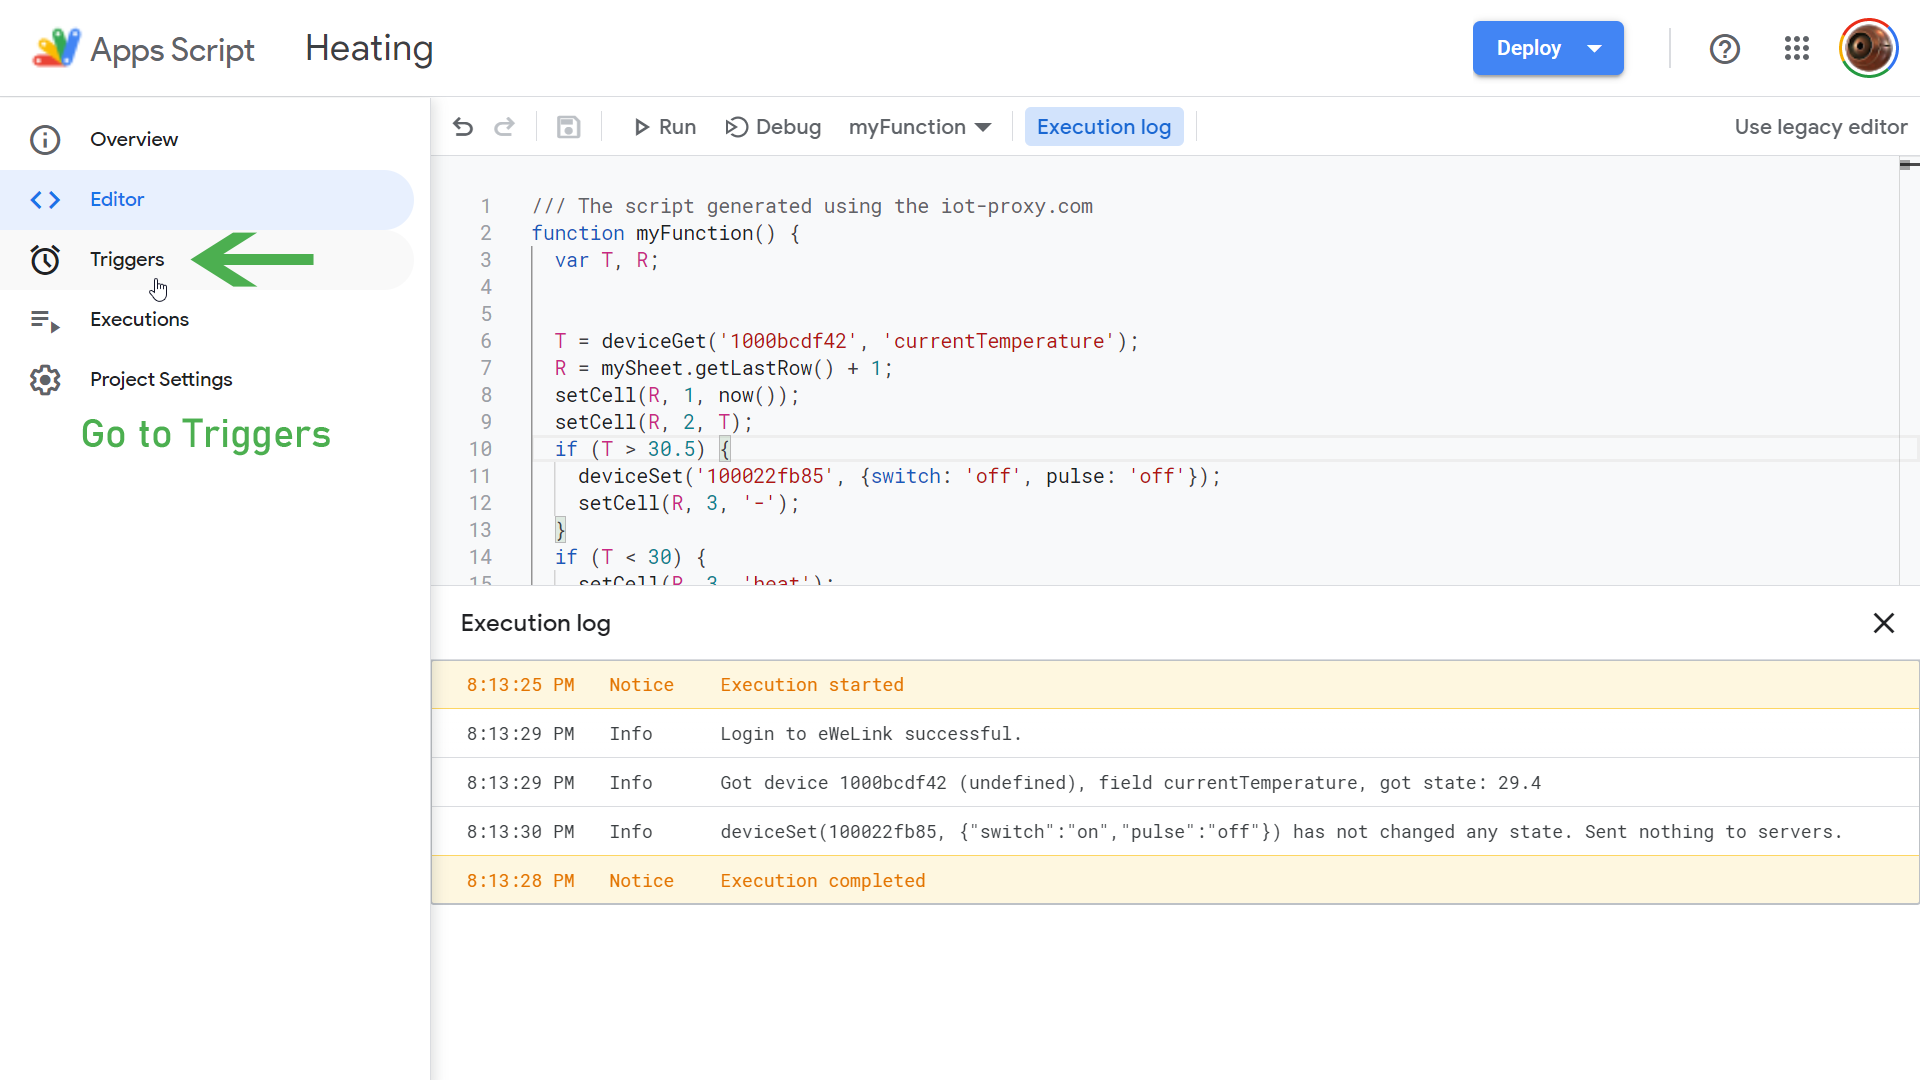 Apps Script
Heating
Deploy
Overview
Editor
Triggers
Executions
Project Settings
Go to Triggers
Run
Debug
myFunction
Execution log
Use legacy editor
1 /// The script generated using the iot-proxy.com
2 function myFunction() {
3 var T, R;
4
5
6 T = deviceGet('1000bcdf42', 'currentTemperature');
7 R = mySheet.getLastRow() + 1;
8 setCell(R, 1, now());
9 setCell(R, 2, T);
10 if (T > 30.5) {
11 deviceSet('100022fb85', {switch: 'off', pulse: 'off'});
12 setCell(R, 3, '-');
13 }
14 if (T < 30) {
15 setCell(R, 3, 'heat');
Execution log
8:13:25 PM Notice Execution started
8:13:29 PM Info Login to eWeLink successful.
8:13:29 PM Info Got device 1000bcdf42 (undefined), field currentTemperature, got state: 29.4
8:13:30 PM Info deviceSet(100022fb85, {"switch":"on","pulse":"off"}) has not changed any state. Sent nothing to servers.
8:13:28 PM Notice Execution completed